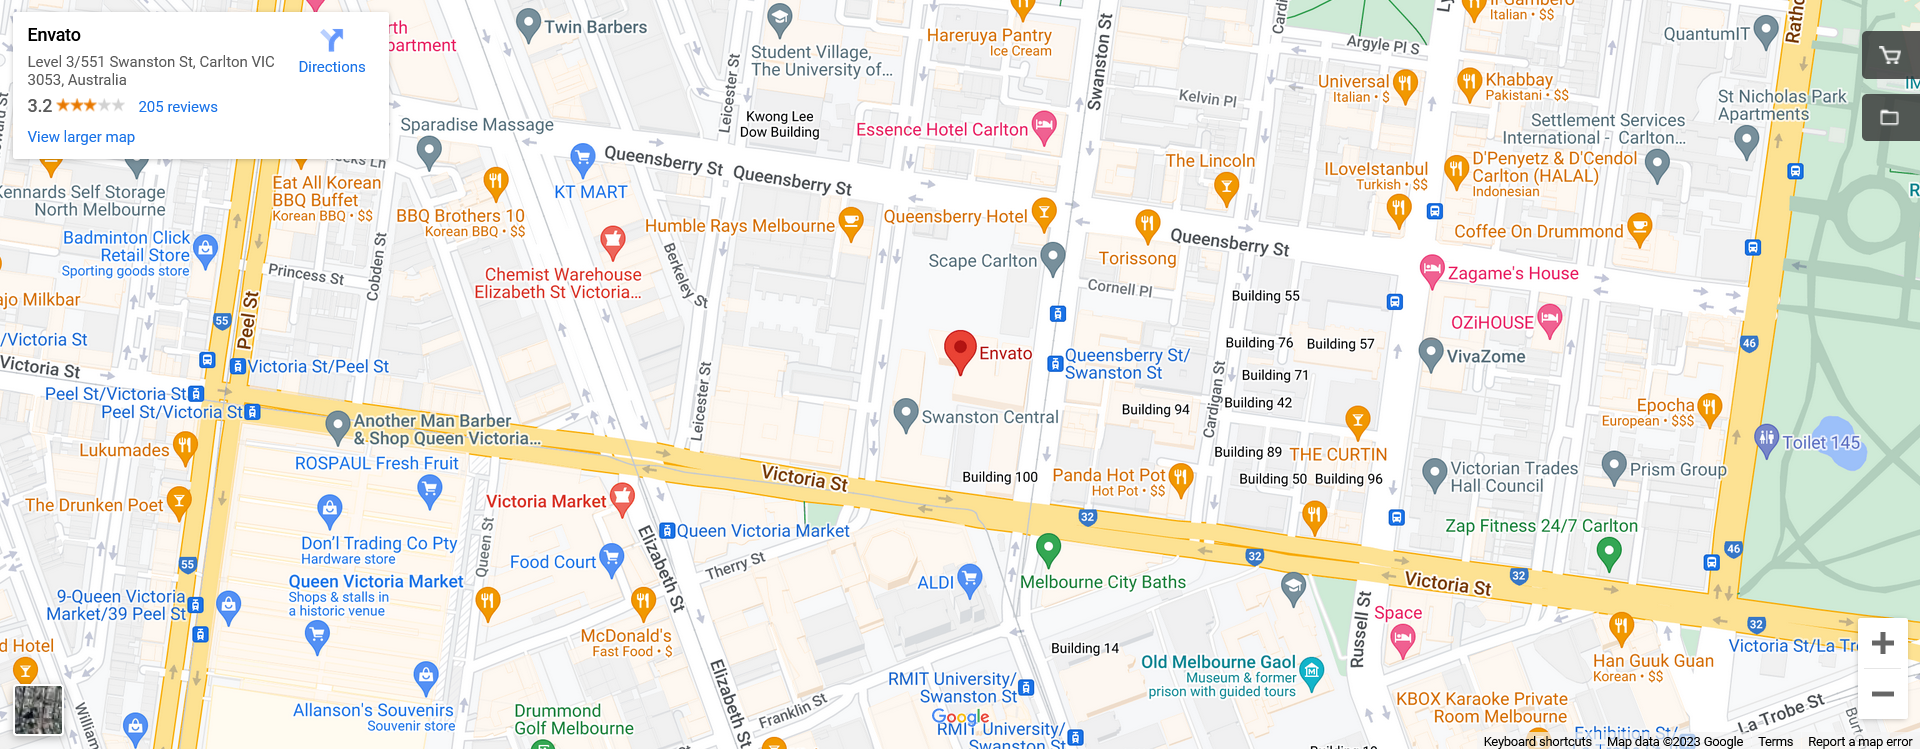 Envato
Level 3/551 Swanston St, Carlton VIC
3053, Australia
3.2
205 reviews
View larger map
Directions
Twin Barbers
Student Village,
The University of...
Hareruya Pantry
Ice Cream
Swanston St
Argyle Pl S
Italian • $$
QuantumIT
Universal
Italian • $
Khabbay
Pakistani • $$
St Nicholas Park
Apartments
Kelvin Pl
Leicester St
Kwong Lee
Dow Building
Essence Hotel Carlton
Settlement Services
International - Carlton...
Sparadise Massage
Queensberry St
Queensberry St
The Lincoln
ILoveIstanbul
Turkish • $$
D'Penyetz & D'Cendol
Carlton (HALAL)
Indonesian
KT MART
Kennards Self Storage
North Melbourne
Eat All Korean
BBQ Buffet
Korean BBQ • $$
BBQ Brothers 10
Korean BBQ • $$
Humble Rays Melbourne
Queensberry Hotel
Torissong
Queensberry St
Coffee On Drummond
Badminton Click
Retail Store
Sporting goods store
Princess St
Cobden St
Chemist Warehouse
Elizabeth St Victoria...
Berkeley St
Scape Carlton
Cornell Pl
Building 55
Zagame's House
OZiHOUSE
ajo Milkbar
Peel St
55
/Victoria St
Victoria St
Victoria St/Peel St
Peel St/Victoria St
Peel St/Victoria St
Envato
Queensberry St/
Swanston St
Building 76
Building 57
Building 71
Building 42
Building 94
Cardigan St
VivaZome
46
Leicester St
Another Man Barber
& Shop Queen Victoria...
Swanston Central
Epocha
European • $$$
Toilet 145
Lukumades
ROSPAUL Fresh Fruit
Victoria St
Building 100
Panda Hot Pot
Hot Pot • $$
Building 89
THE CURTIN
Building 50
Building 96
Victorian Trades
Hall Council
Prism Group
The Drunken Poet
Victoria Market
Queen Victoria Market
32
Zap Fitness 24/7 Carlton
Don'l Trading Co Pty
Hardware store
Queen St
Food Court
Elizabeth St
Therry St
ALDI
Melbourne City Baths
32
32
46
55
Queen Victoria Market
Shops & stalls in
a historic venue
9-Queen Victoria
Market/39 Peel St
Victoria St
Space
Russell St
32
McDonald's
Fast Food • $
d Hotel
Building 14
Old Melbourne Gaol
Museum & former
prison with guided tours
Victoria St/La Tr
Han Guuk Guan
Korean • $$
Allanson's Souvenirs
Souvenir store
Elizabeth St
Drummond
Golf Melbourne
Franklin St
RMIT University/
Swanston St
Google
RMIT University/
Swanston St
KBOX Karaoke Private
Room Melbourne
La Trobe St
Exhibition St/
Keyboard shortcuts
Map data ©2023 Google
Terms
Report a map error